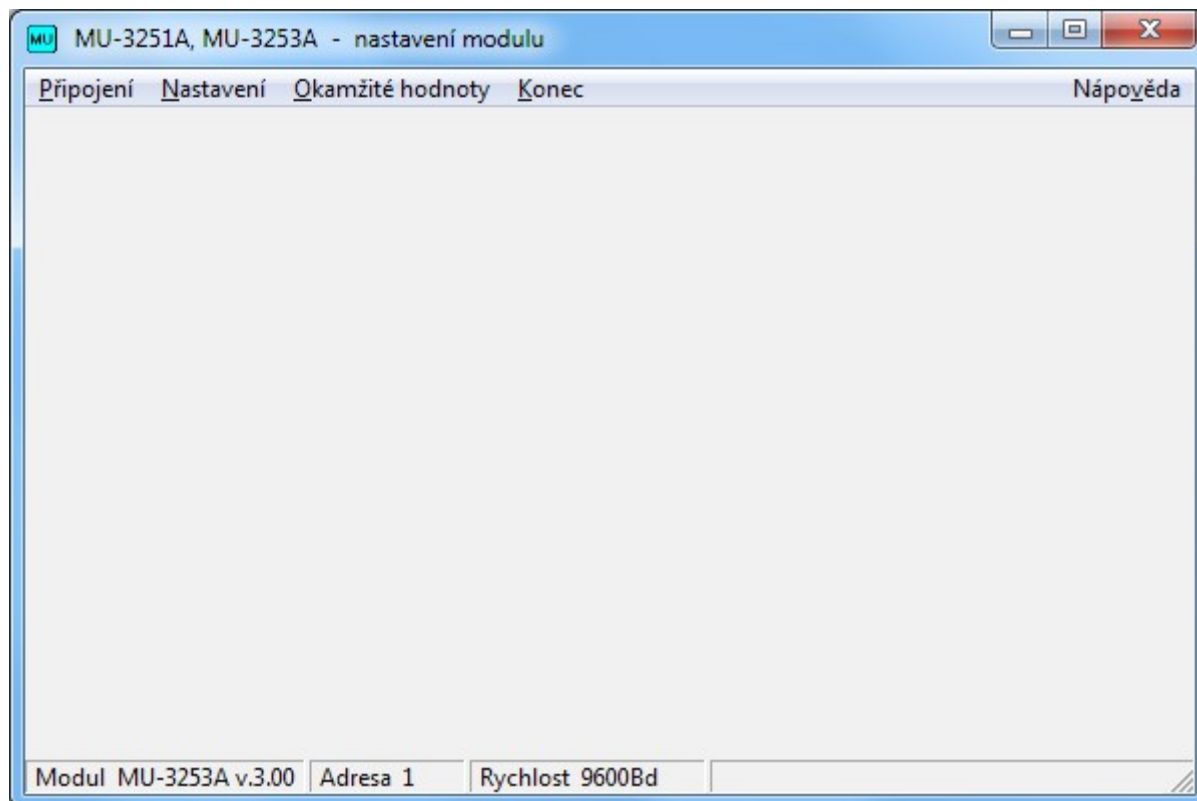 MU MU-3251A, MU-3253A - nastavení modulu
Připojení Nastavení Okamžité hodnoty Konec Nápověda
Modul MU-3253A v.3.00 Adresa 1 Rychlost 9600Bd